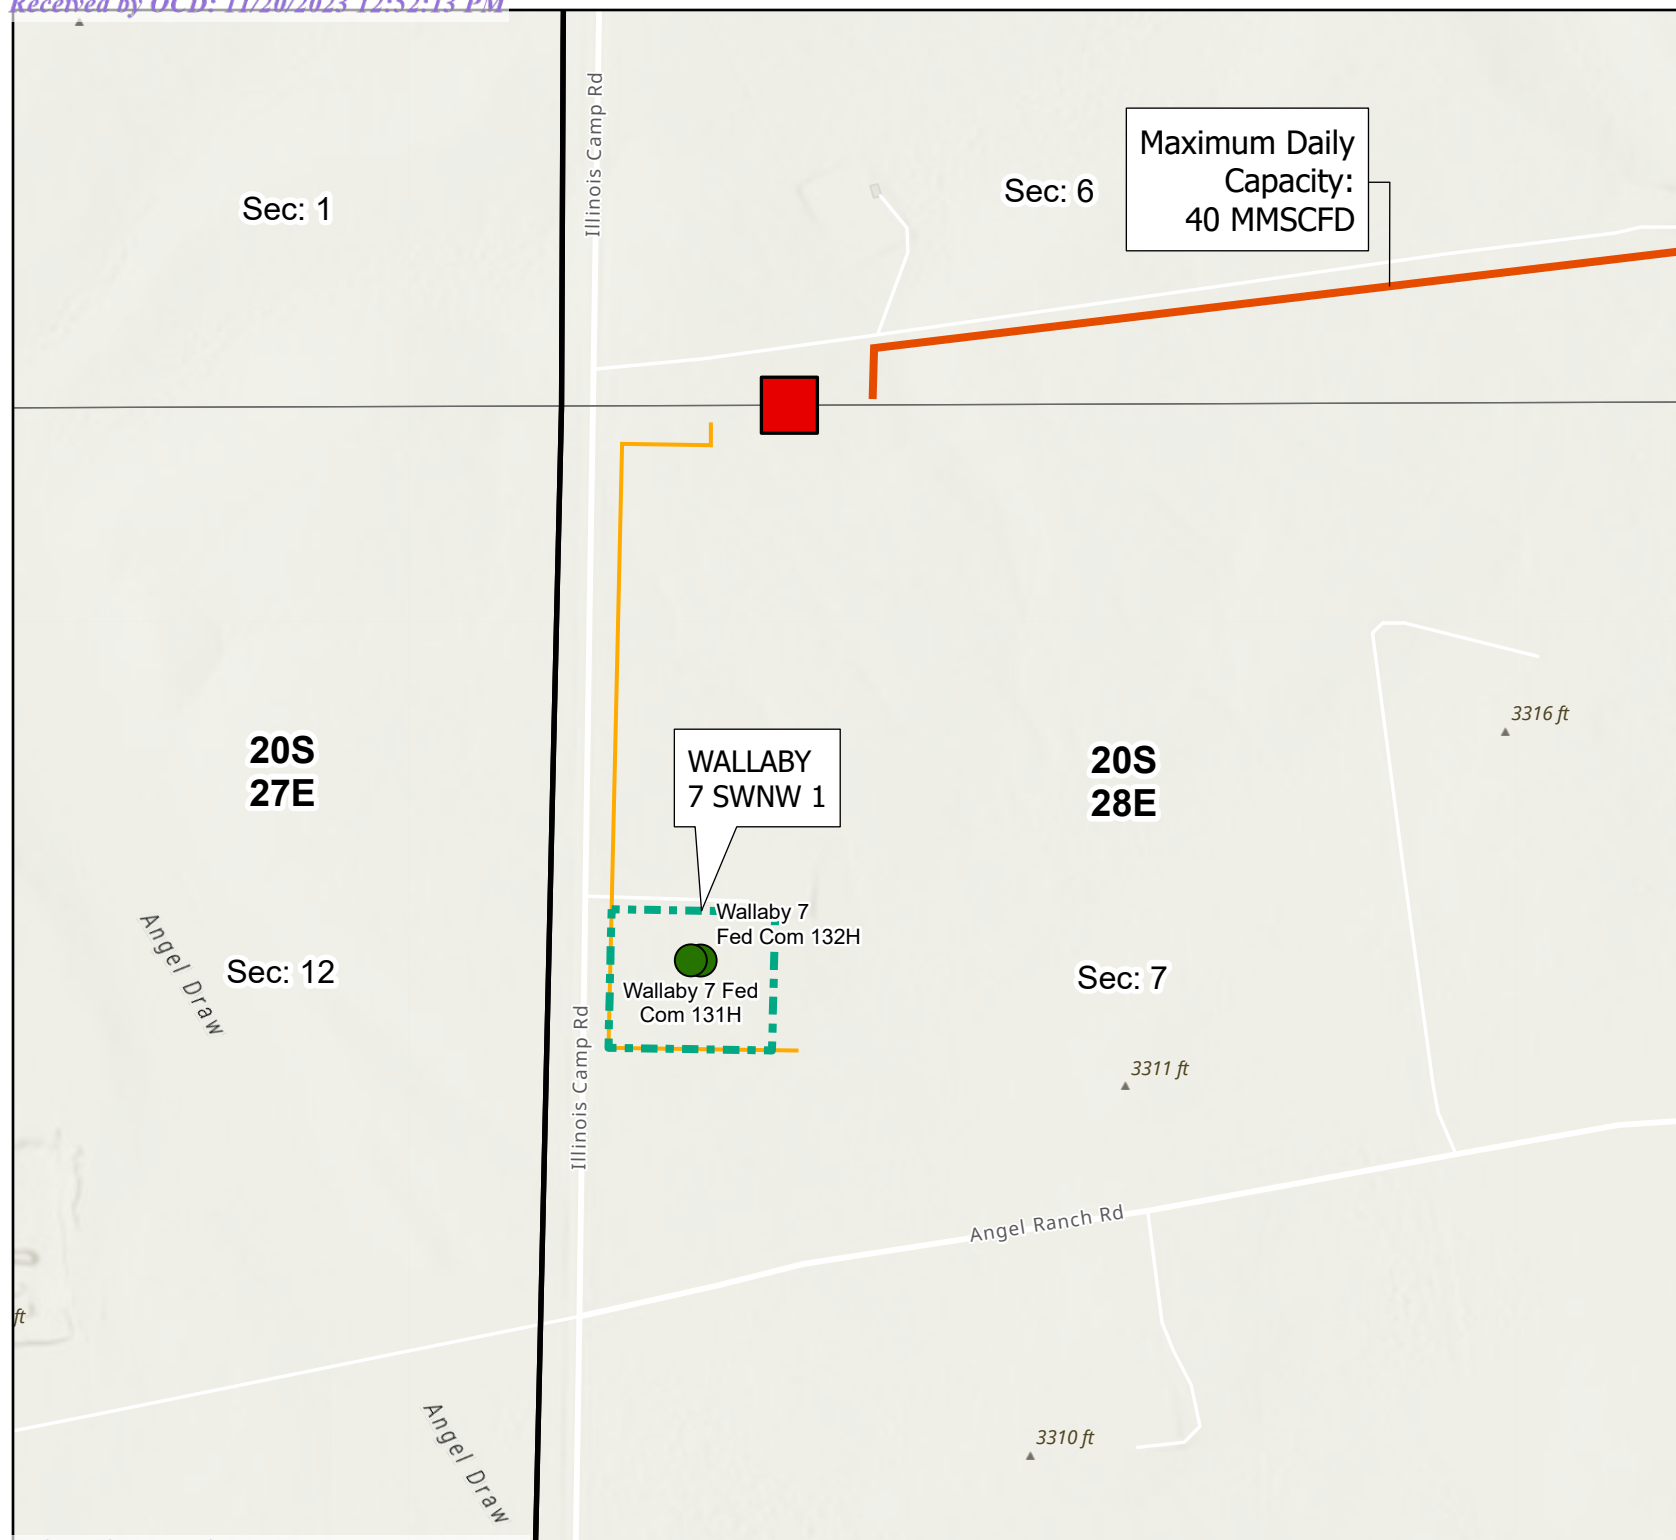 Received by OCD: 11/20/2023 12:52:13 PM
Illinois Camp Rd
Maximum Daily
Capacity:
40 MMSCFD
Sec: 1
Sec: 6
3316 ft
20S
27E
WALLABY
7 SWNW 1
20S
28E
Wallaby 7
Fed Com 132H
Angel Draw
Sec: 12
Sec: 7
Wallaby 7 Fed
Com 131H
Illinois Camp Rd
3311 ft
Angel Ranch Rd
ft
Angel Draw
3310 ft